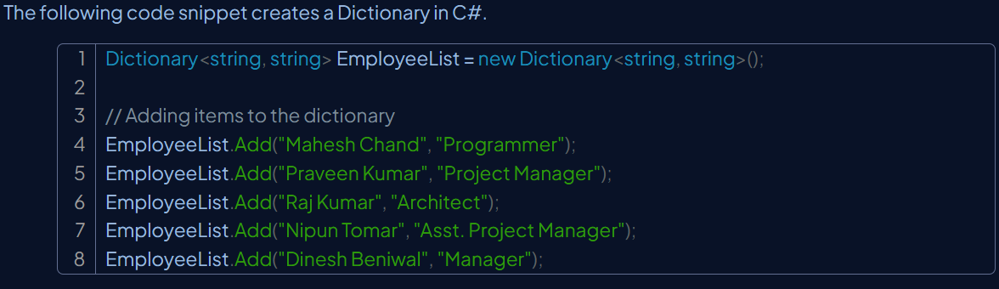 The following code snippet creates a Dictionary in C#.
1 Dictionary<string, string> EmployeeList = new Dictionary<string, string>();
2
3 // Adding items to the dictionary
4 EmployeeList.Add("Mahesh Chand", "Programmer");
5 EmployeeList.Add("Praveen Kumar", "Project Manager");
6 EmployeeList.Add("Raj Kumar", "Architect");
7 EmployeeList.Add("Nipun Tomar", "Asst. Project Manager");
8 EmployeeList.Add("Dinesh Beniwal", "Manager");